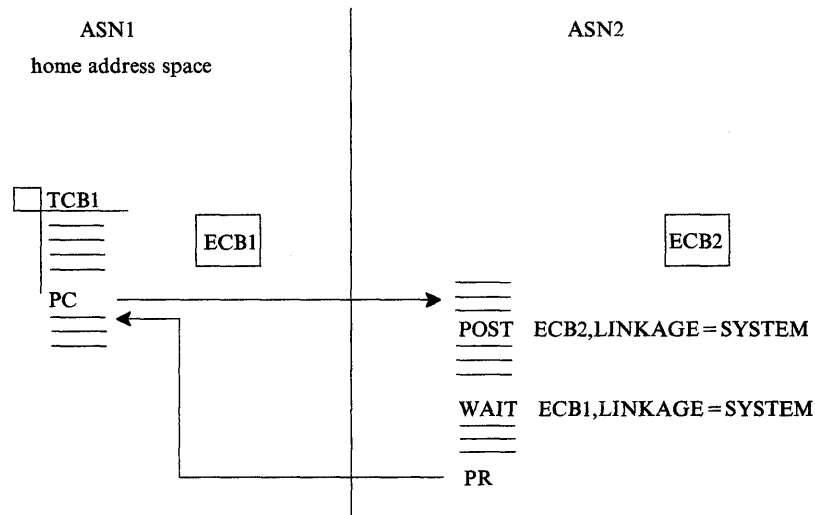 ASN1
home address space
ASN2
TCB1
ECB1
ECB2
PC
POST ECB2,LINKAGE=SYSTEM
WAIT ECB1,LINKAGE=SYSTEM
PR